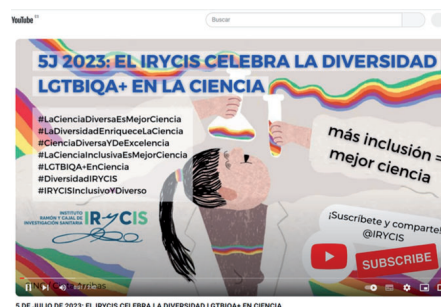 YouTube ES
Buscar
5J 2023: EL IRYCIS CELEBRA LA DIVERSIDAD
LGTBIQA+ EN LA CIENCIA
#LaCienciaDiversaEsMejorCiencia
#LaDiversidadEnriqueceLaCiencia
#CienciaDiversaYDeExcelencia
#LaCienciaInclusivaEsMejorCiencia
#LGTBIQA+EnCiencia
#DiversidadIRYCIS
#IRYCISInclusivoYDiverso
más inclusión =
mejor ciencia
INSTITUTO
RAMÓN Y CAJAL DE
INVESTIGACIÓN SANITARIA
IRYCIS
¡Suscríbete y comparte!
@IRYCIS
SUBSCRIBE
5 DE JULIO DE 2023: EL IRYCIS CELEBRA LA DIVERSIDAD LGTBIQA+ EN CIENCIA